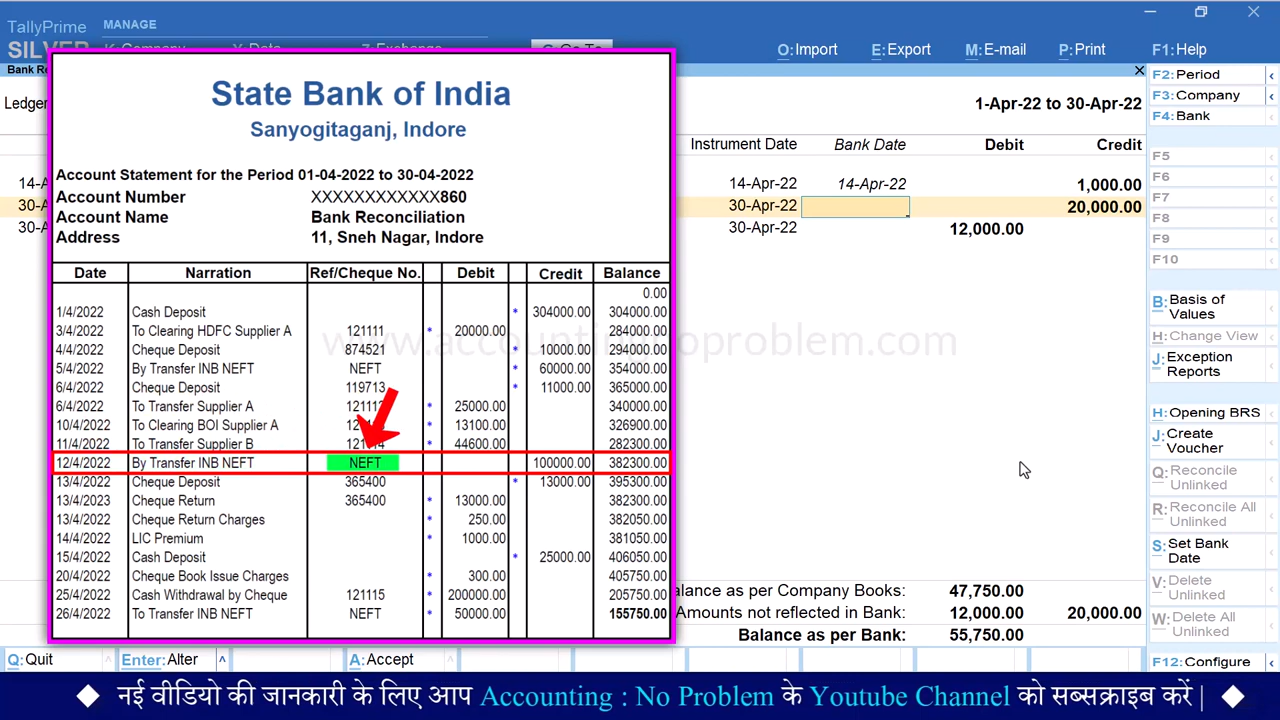 TallyPrime MANAGE
SILVER
O:Import E:Export M:E-mail P:Print F1:Help
Bank Re
Ledger
1-Apr-22 to 30-Apr-22
Instrument Date Bank Date Debit Credit
14-A 14-Apr-22 14-Apr-22 1,000.00
30-A 30-Apr-22 20,000.00
30-A 30-Apr-22 12,000.00
State Bank of India
Sanyogitaganj, Indore
Account Statement for the Period 01-04-2022 to 30-04-2022
Account Number XXXXXXXXXXXX860
Account Name Bank Reconciliation
Address 11, Sneh Nagar, Indore
Date Narration Ref/Cheque No. Debit Credit Balance
0.00
1/4/2022 Cash Deposit * 304000.00 304000.00
3/4/2022 To Clearing HDFC Supplier A 121111 * 20000.00 284000.00
4/4/2022 Cheque Deposit 874521 * 10000.00 294000.00
5/4/2022 By Transfer INB NEFT NEFT * 60000.00 354000.00
6/4/2022 Cheque Deposit 119713 * 11000.00 365000.00
6/4/2022 To Transfer Supplier A * 25000.00 340000.00
10/4/2022 To Clearing BOI Supplier A * 13100.00 326900.00
11/4/2022 To Transfer Supplier B * 44600.00 282300.00
12/4/2022 By Transfer INB NEFT NEFT 100000.00 382300.00
13/4/2022 Cheque Deposit 365400 * 13000.00 395300.00
13/4/2023 Cheque Return 365400 * 13000.00 382300.00
13/4/2022 Cheque Return Charges * 250.00 382050.00
14/4/2022 LIC Premium * 1000.00 381050.00
15/4/2022 Cash Deposit * 25000.00 406050.00
20/4/2022 Cheque Book Issue Charges * 300.00 405750.00
25/4/2022 Cash Withdrawal by Cheque 121115 * 200000.00 205750.00
26/4/2022 To Transfer INB NEFT NEFT * 50000.00 155750.00
alance as per Company Books: 47,750.00
Amounts not reflected in Bank: 12,000.00 20,000.00
Balance as per Bank: 55,750.00
F2:Period
F3:Company
F4:Bank
F5
F6
F7
F8
F9
F10
B:Basis of
Values
H:Change View
J:Exception
Reports
H:Opening BRS
J:Create
Voucher
Q:Reconcile
Unlinked
R:Reconcile All
Unlinked
S:Set Bank
Date
V:Delete
Unlinked
W:Delete All
Unlinked
F12:Configure
Q:Quit Enter:Alter A:Accept
नई वीडियो की जानकारी के लिए आप Accounting : No Problem के Youtube Channel को सब्सक्राइब करें |